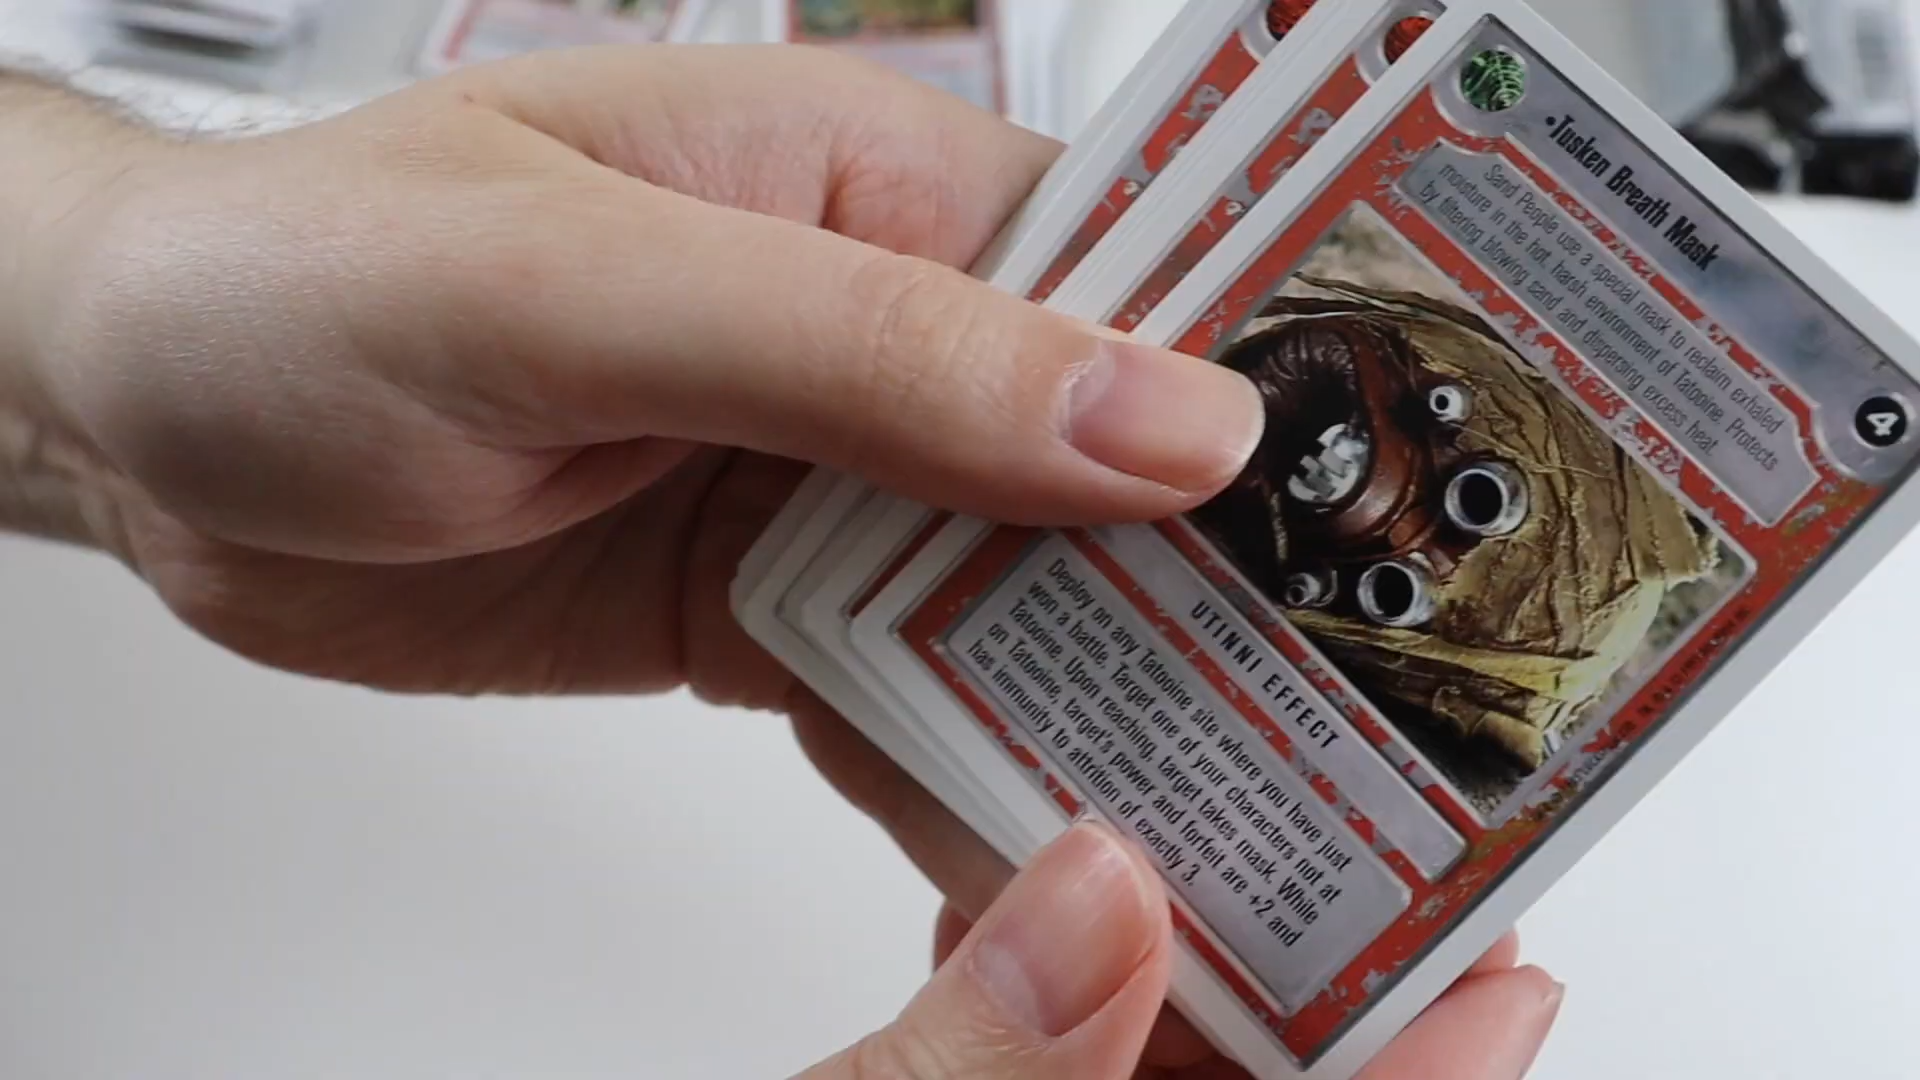 •Tusken Breath Mask
Sand People use a special mask to reclaim exhaled
moisture in the hot, harsh environment of Tatooine. Protects
by filtering blowing sand and dispersing excess heat.
4
UTINNI EFFECT
Deploy on any Tatooine site where you have just
won a battle. Target one of your characters not at
Tatooine. Upon reaching, target takes mask. While
on Tatooine, target's power and forfeit are +2 and
has immunity to attrition of exactly 3.